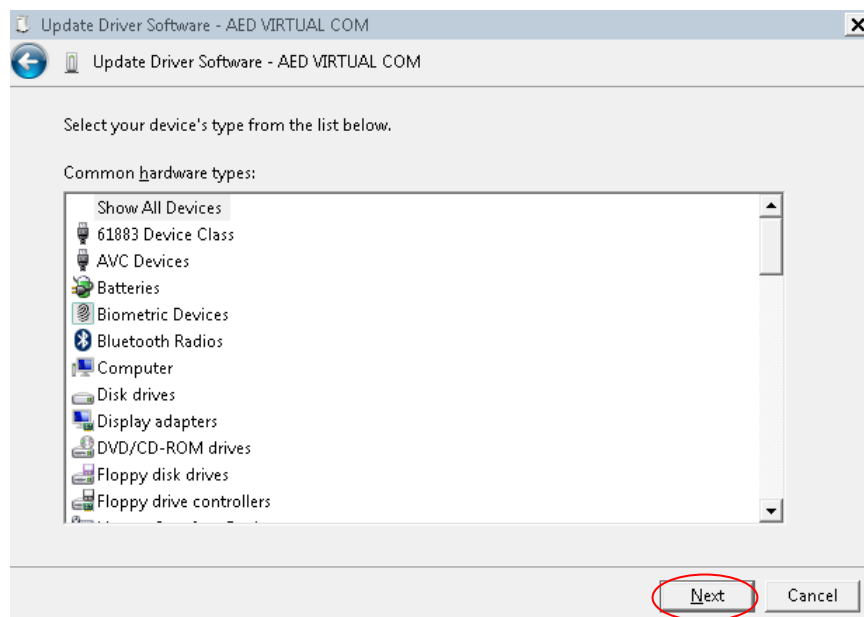 Update Driver Software - AED VIRTUAL COM
Update Driver Software - AED VIRTUAL COM
Select your device's type from the list below.
Common hardware types:
Show All Devices
61883 Device Class
AVC Devices
Batteries
Biometric Devices
Bluetooth Radios
Computer
Disk drives
Display adapters
DVD/CD-ROM drives
Floppy disk drives
Floppy drive controllers
Next Cancel